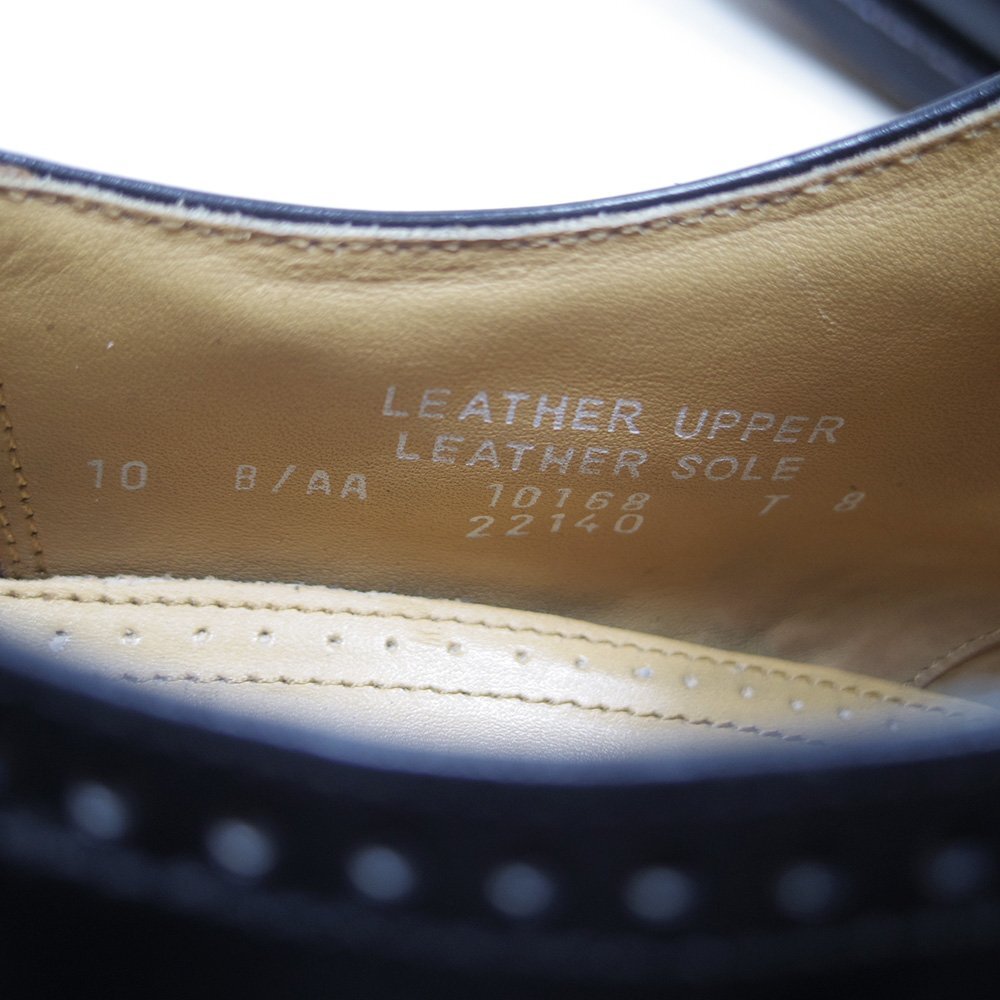 LEATHER UPPER
LEATHER SOLE
10 B/AA 10168 T 8
22140